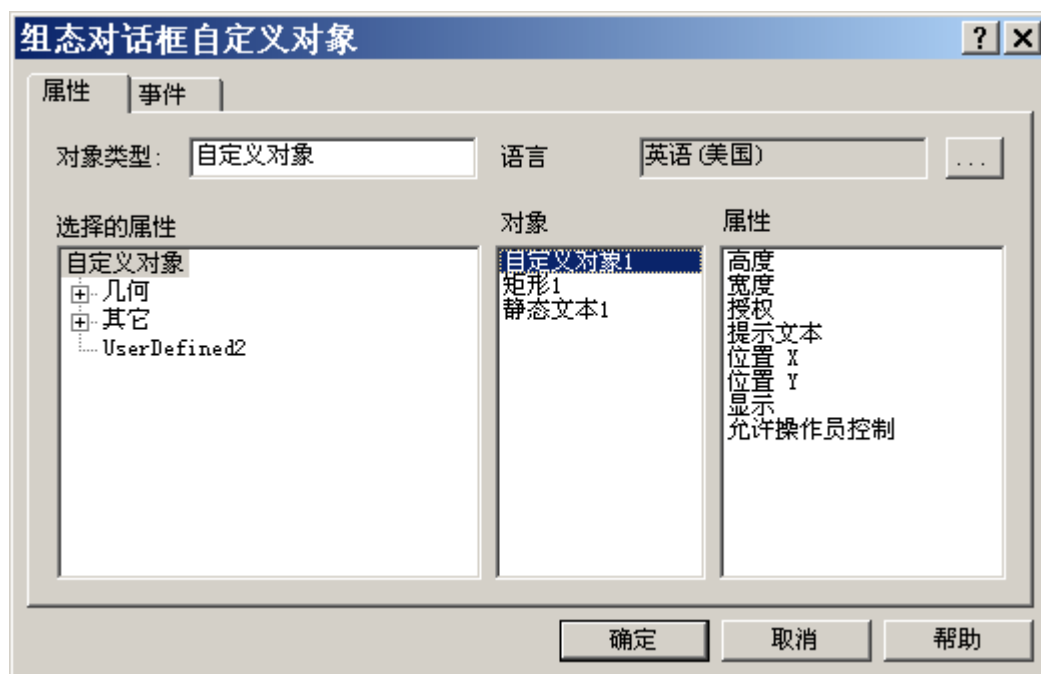 组态对话框自定义对象
属性 事件
对象类型: 自定义对象 语言 英语(美国) ...
选择的属性 对象 属性
自定义对象
几何
其它
UserDefined2
自定义对象1
矩形1
静态文本1
高度
宽度
授权
提示文本
位置 X
位置 Y
显示
允许操作员控制
确定 取消 帮助